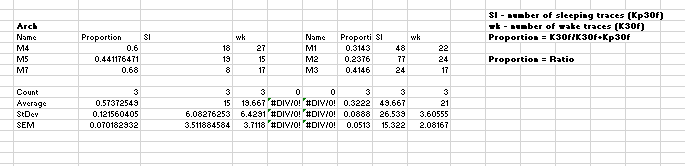 SI - number of sleeping traces (Kp30f)
Arch wk - number of wake traces (K30f)
Name Proportion SI wk Name Proporti SI wk Proportion = K30f/K30f+Kp30f
M4 0.6 18 27 M1 0.3143 48 22
M5 0.441176471 19 15 M2 0.2376 77 24 Proportion = Ratio
M7 0.68 8 17 M3 0.4146 24 17
Count 3 3 3 0 0 3 3 3
Average 0.57372549 15 19.667 #DIV/0! #DIV/0! 0.3222 49.667 21
StDev 0.121560405 6.08276253 6.4291 #DIV/0! #DIV/0! 0.0888 26.539 3.60555
SEM 0.070182932 3.511884584 3.7118 #DIV/0! #DIV/0! 0.0513 15.322 2.08167